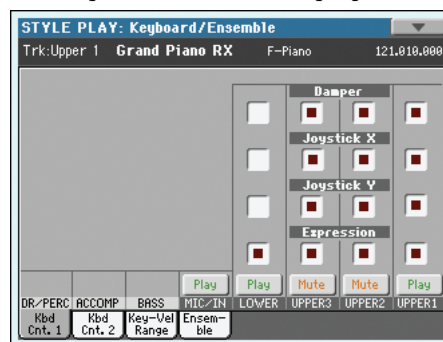 STYLE PLAY: Keyboard/Ensemble
Trk:Upper 1 Grand Piano RX F-Piano 121.010.000
Damper
Joystick X
Joystick Y
Expression
Play Play Mute Mute Play
DR/PERC ACCOMP BASS MIC/IN LOWER UPPER3 UPPER2 UPPER1
Kbd Cnt. 1 Kbd Cnt. 2 Key-Vel Range Ensem-ble